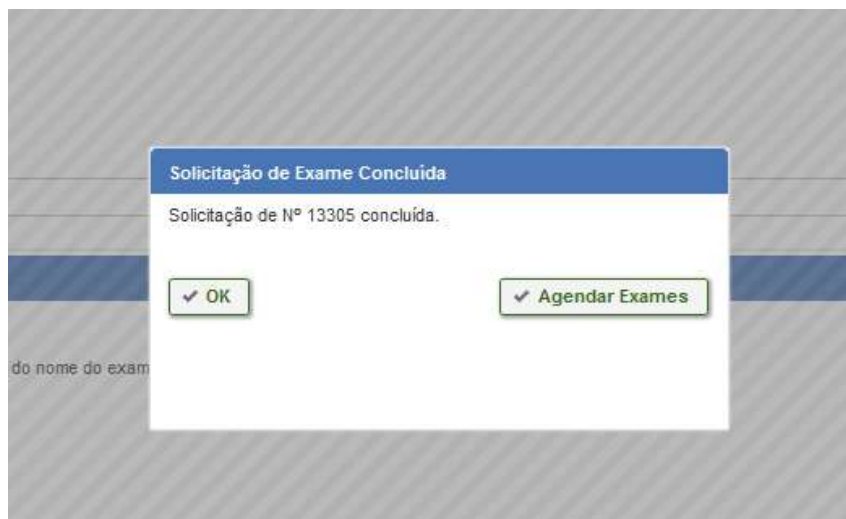 Solicitação de Exame Concluída
Solicitação de Nº 13305 concluída.
OK
Agendar Exames
do nome do exam